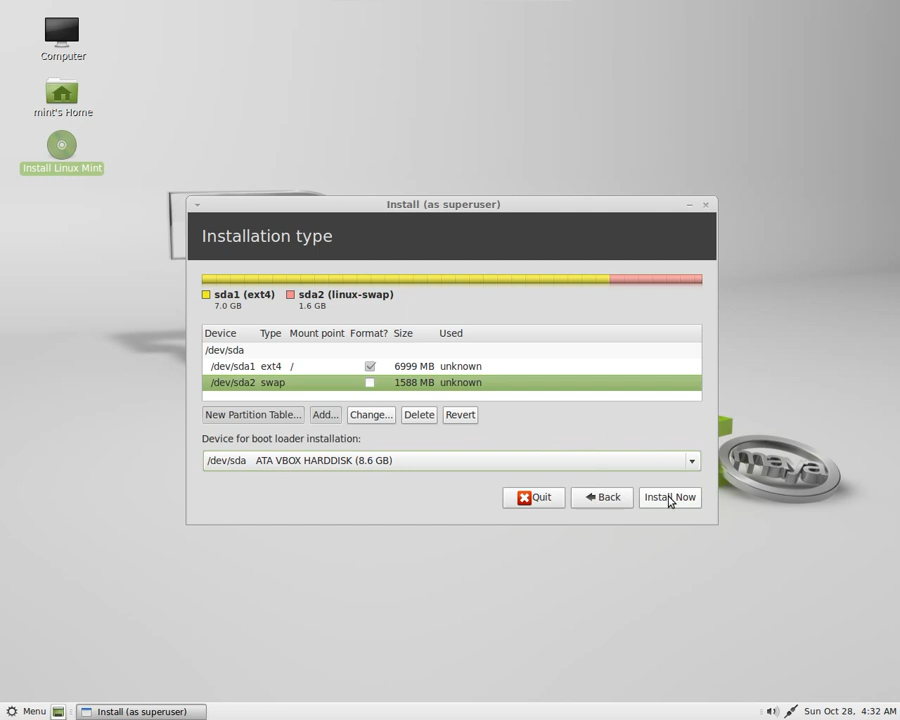 Computer
mint's Home
Install Linux Mint
Install (as superuser)
Installation type
sda1 (ext4) sda2 (linux-swap)
7.0 GB 1.6 GB
Device Type Mount point Format? Size Used
/dev/sda
/dev/sda1 ext4 / 6999 MB unknown
/dev/sda2 swap 1588 MB unknown
New Partition Table... Add... Change... Delete Revert
Device for boot loader installation:
/dev/sda ATA VBOX HARDDISK (8.6 GB)
maya
Quit Back Install Now
Menu Install (as superuser) Sun Oct 28, 4:32 AM